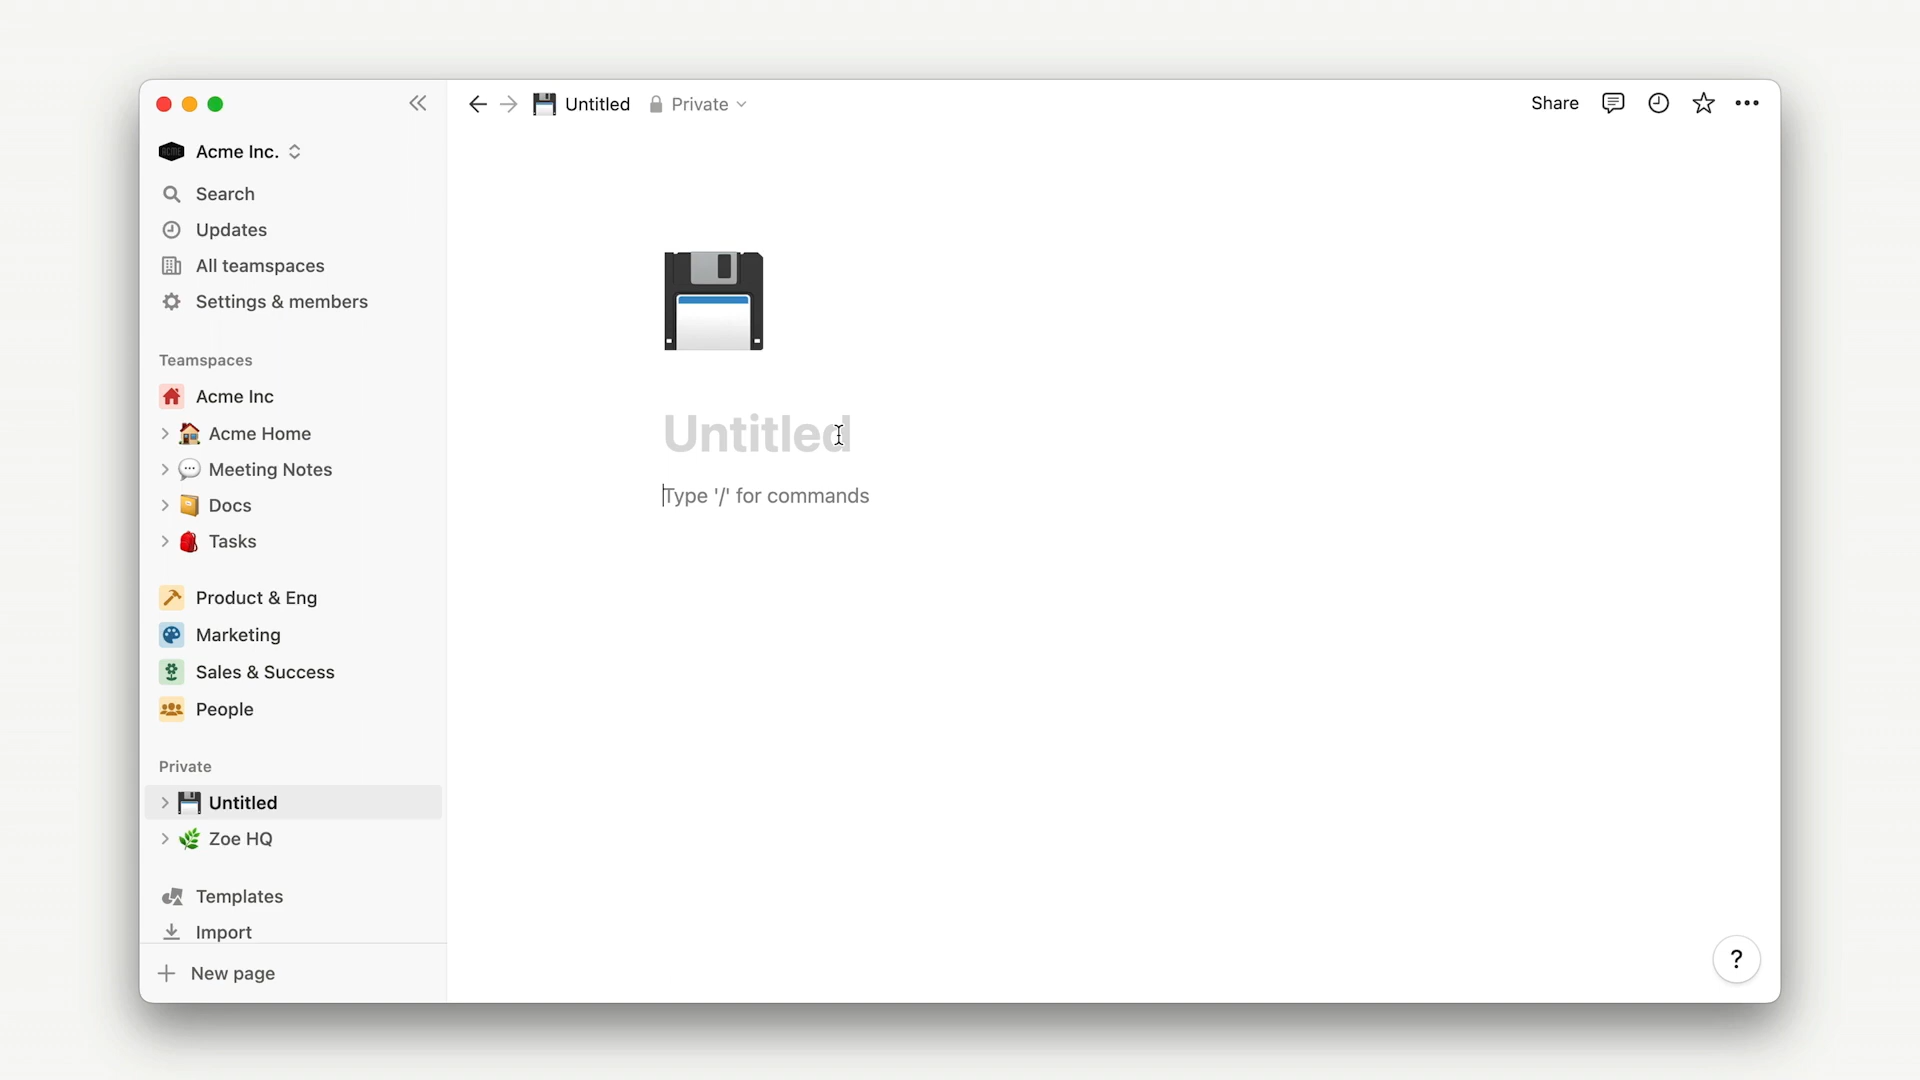 Untitled Private
Share
Acme Inc.
Search
Updates
All teamspaces
Settings & members
Teamspaces
Acme Inc
Acme Home
Meeting Notes
Docs
Tasks
Product & Eng
Marketing
Sales & Success
People
Private
Untitled
Zoe HQ
Templates
Import
New page
Untitled
Type '/' for commands
?